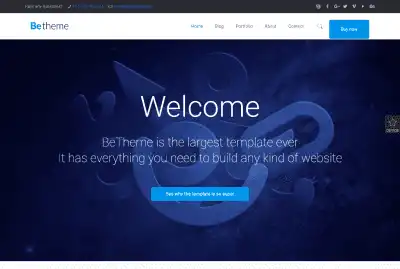 Betheme
Home Blog Portfolio About Contact
Buy now
Welcome
BeTheme is the largest template ever
It has everything you need to build any kind of website
See why the template is so super